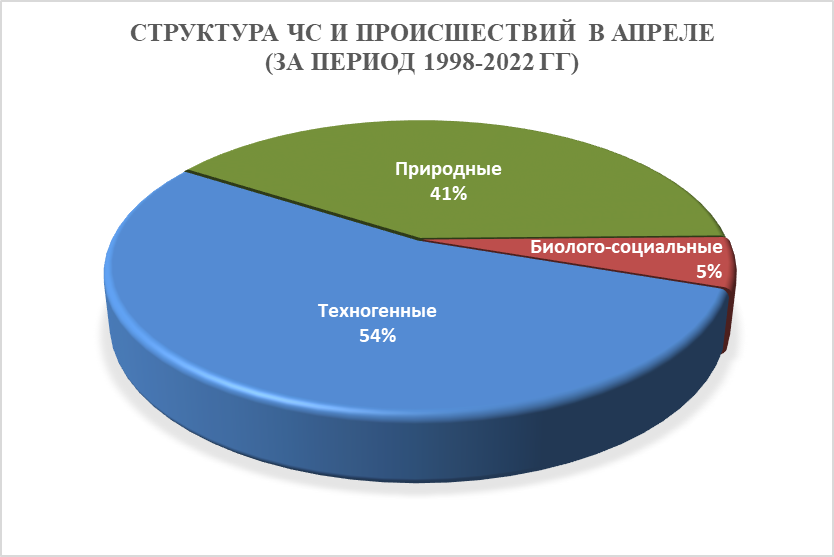 СТРУКТУРА ЧС И ПРОИСШЕСТВИЙ В АПРЕЛЕ
(ЗА ПЕРИОД 1998-2022 ГГ)
Природные
41%
Биолого-социальные
5%
Техногенные
54%